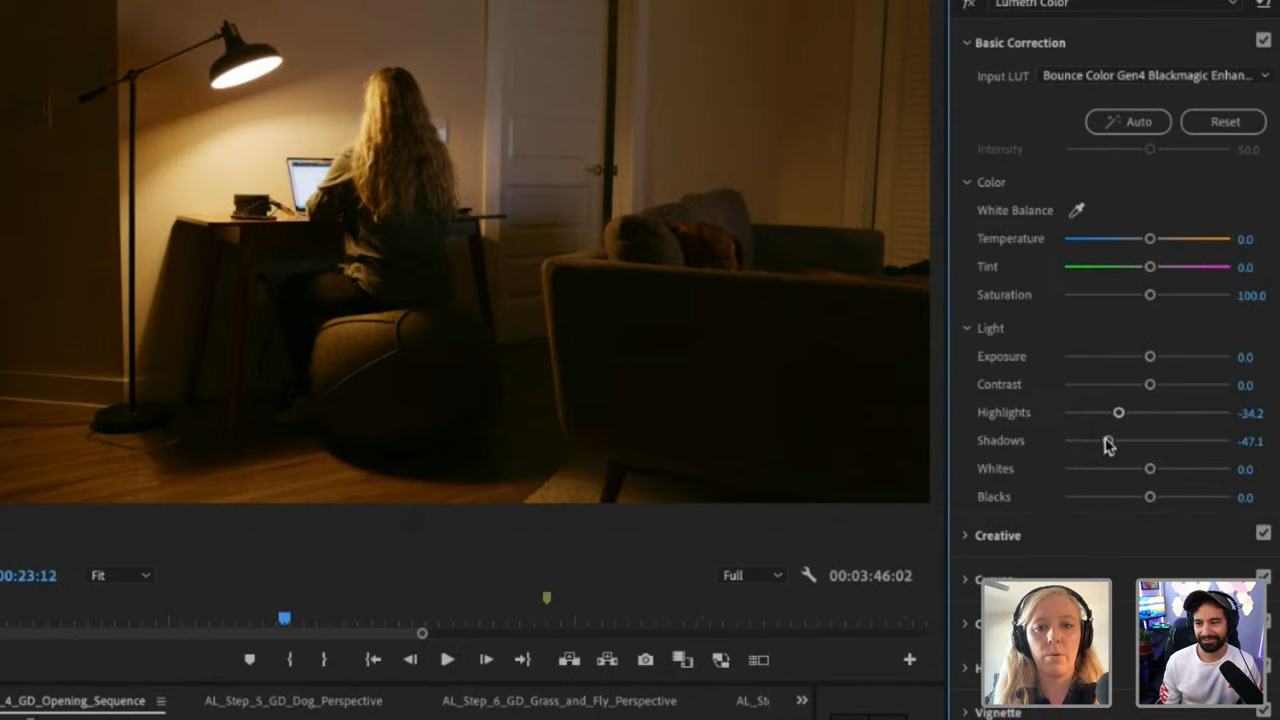 fx Lumetri Color
Basic Correction
Input LUT Bounce Color Gen4 Blackmagic Enhan...
Auto Reset
Intensity 50.0
Color
White Balance
Temperature 0.0
Tint 0.0
Saturation 100.0
Light
Exposure 0.0
Contrast 0.0
Highlights -34.2
Shadows -47.1
Whites 0.0
Blacks 0.0
Creative
Vignette
00:23:12 Fit Full 00:03:46:02
_4_GD_Opening_Sequence AL_Step_5_GD_Dog_Perspective AL_Step_6_GD_Grass_and_Fly_Perspective AL_St